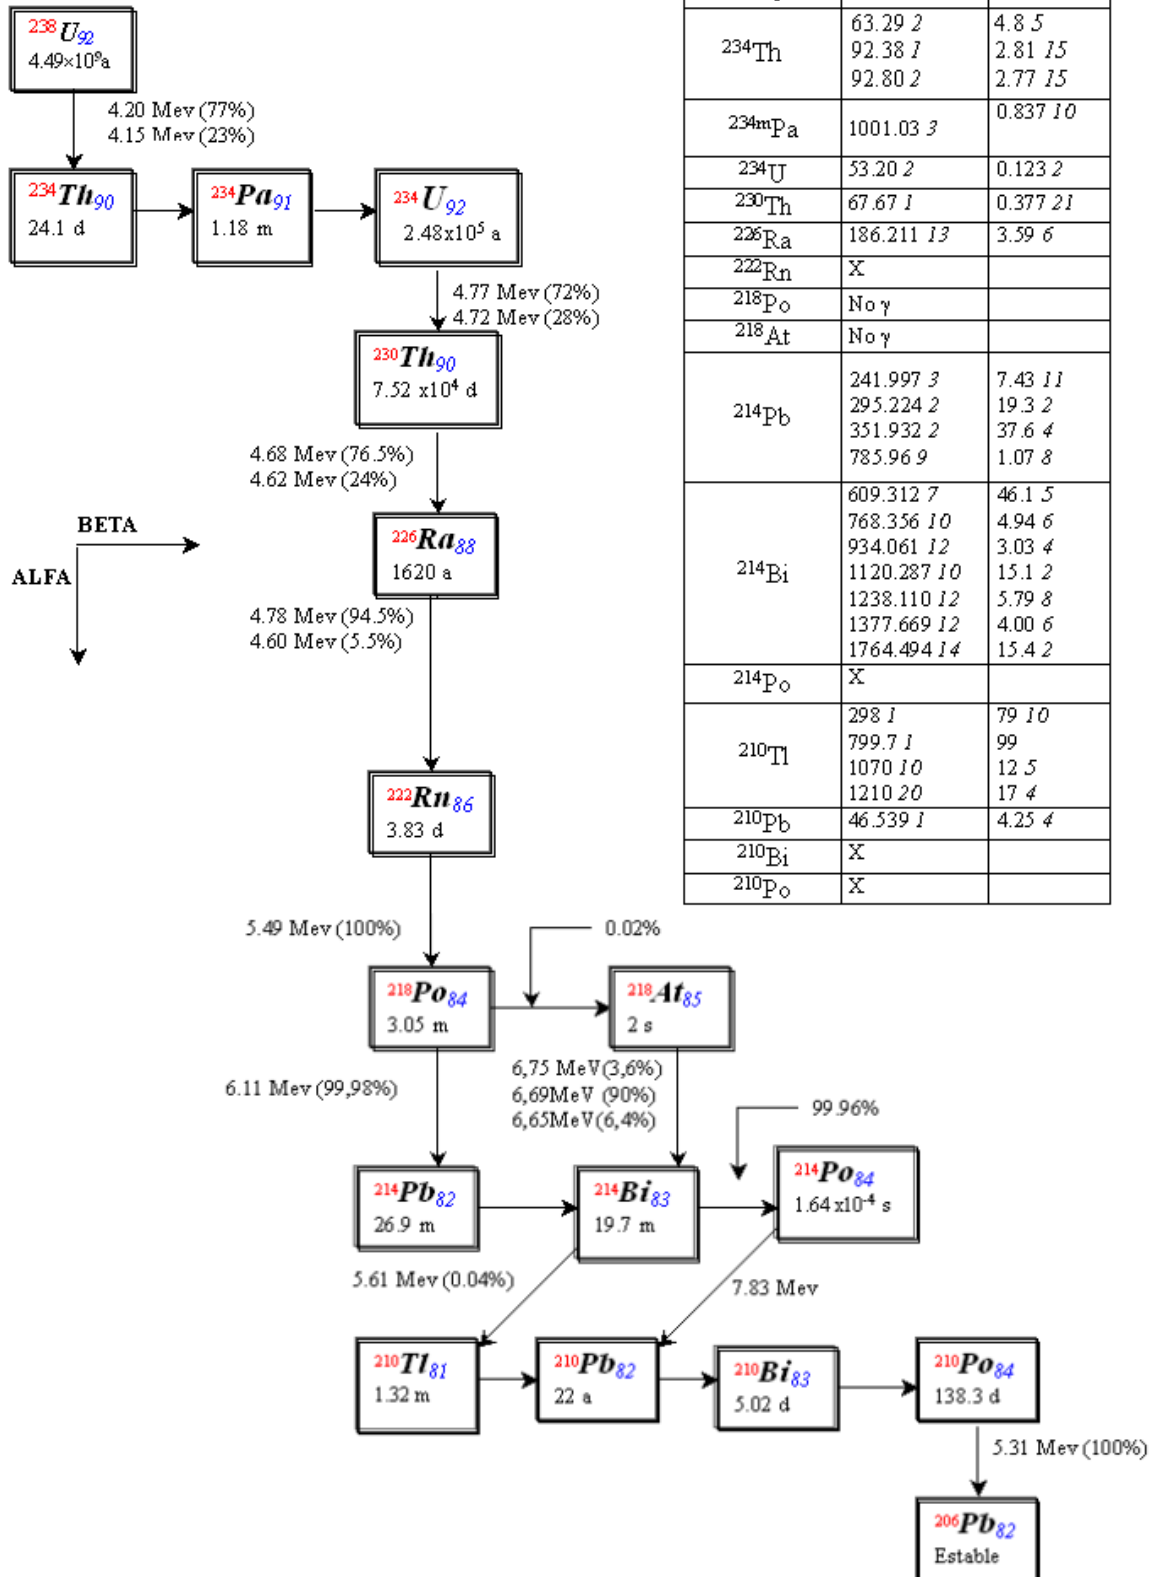 238U92
4.49×10⁹a
4.20 Mev (77%)
4.15 Mev (23%)
234Th90
24.1 d
234Pa91
1.18 m
234U92
2.48x10⁵ a
4.77 Mev (72%)
4.72 Mev (28%)
230Th90
7.52 x10⁴ d
4.68 Mev (76.5%)
4.62 Mev (24%)
BETA
ALFA
226Ra88
1620 a
4.78 Mev (94.5%)
4.60 Mev (5.5%)
222Rn86
3.83 d
5.49 Mev (100%)
0.02%
218Po84
3.05 m
218At85
2 s
6.11 Mev (99,98%)
6,75 MeV(3,6%)
6,69MeV (90%)
6,65MeV(6,4%)
99.96%
214Pb82
26.9 m
214Bi83
19.7 m
214Po84
1.64 x10⁻⁴ s
5.61 Mev (0.04%)
7.83 Mev
210Tl81
1.32 m
210Pb82
22 a
210Bi83
5.02 d
210Po84
138.3 d
5.31 Mev (100%)
206Pb82
Estable
234Th
63.29 2 4.8 5
92.38 1 2.81 15
92.80 2 2.77 15
234mPa 1001.03 3 0.837 10
234U 53.20 2 0.123 2
230Th 67.67 1 0.377 21
226Ra 186.211 13 3.59 6
222Rn X
218Po No γ
218At No γ
214Pb
241.997 3 7.43 11
295.224 2 19.3 2
351.932 2 37.6 4
785.96 9 1.07 8
214Bi
609.312 7 46.1 5
768.356 10 4.94 6
934.061 12 3.03 4
1120.287 10 15.1 2
1238.110 12 5.79 8
1377.669 12 4.00 6
1764.494 14 15.4 2
214Po X
210Tl
298 1 79 10
799.7 1 99
1070 10 12 5
1210 20 17 4
210Pb 46.539 1 4.25 4
210Bi X
210Po X